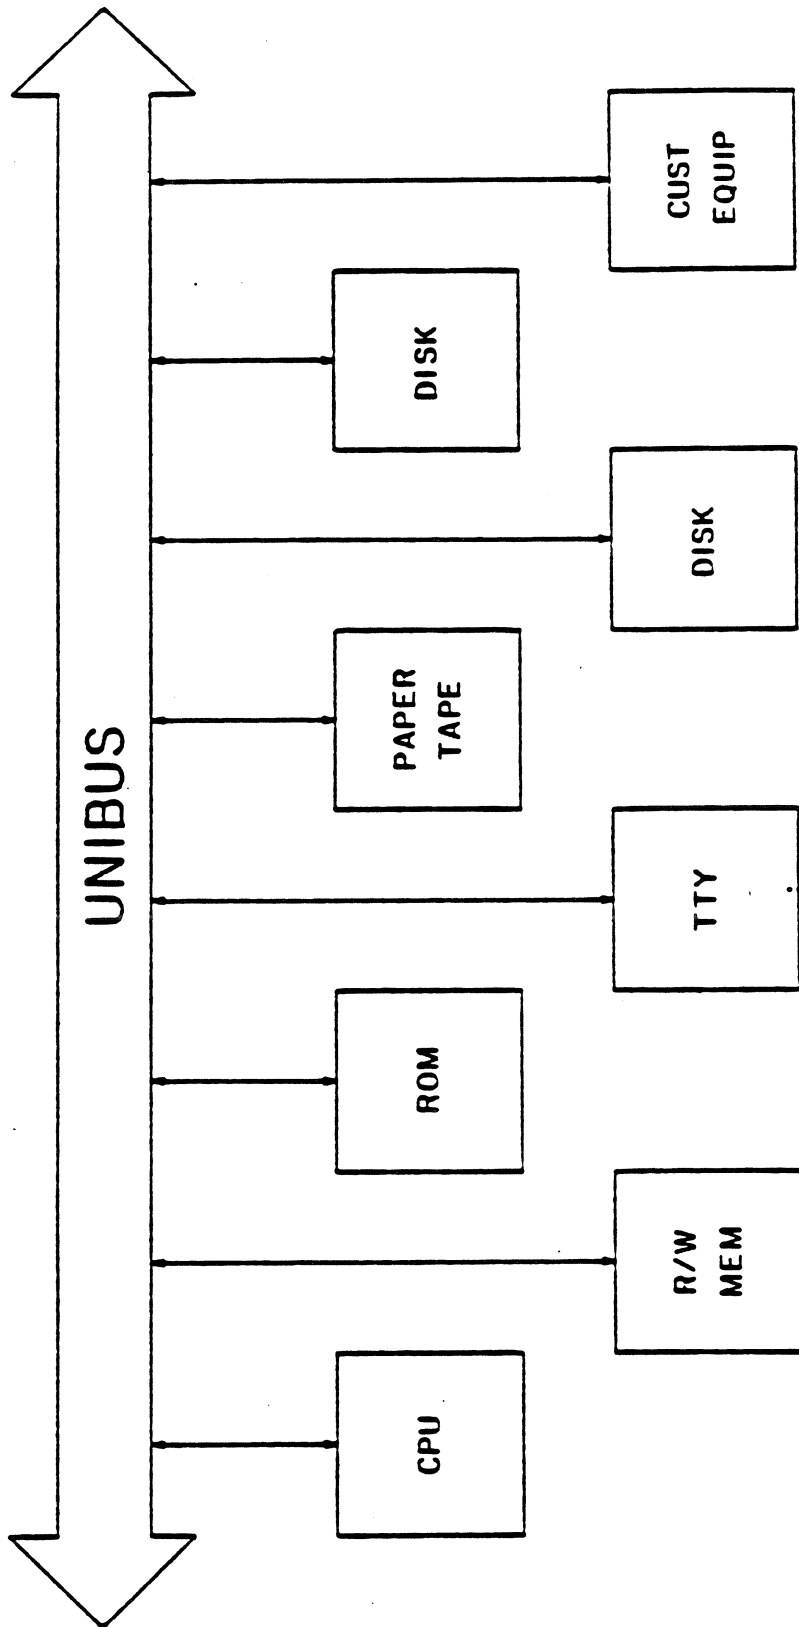 UNIBUS
CPU
R/W
MEM
ROM
TTY
PAPER
TAPE
DISK
DISK
CUST
EQUIP